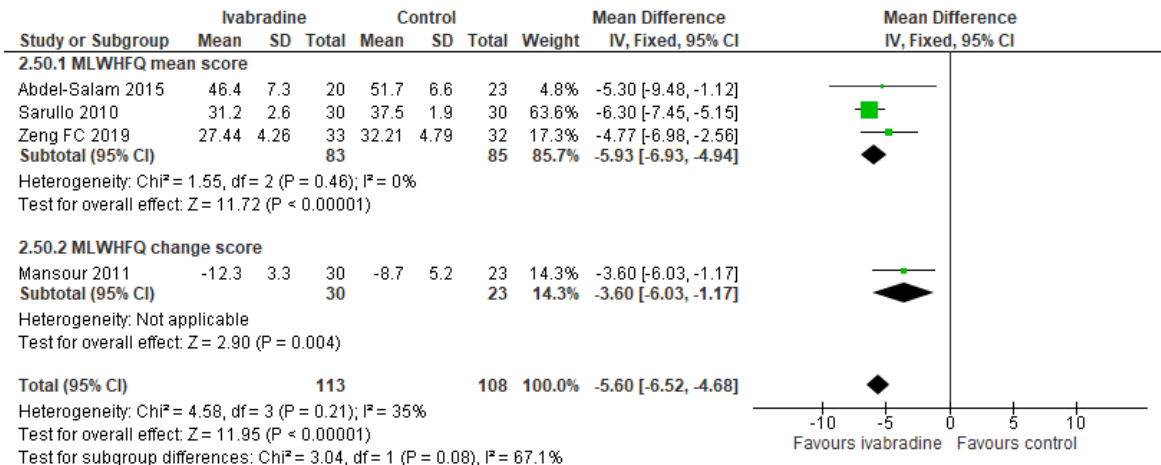 Ivabradine Control Mean Difference Mean Difference
Study or Subgroup Mean SD Total Mean SD Total Weight IV, Fixed, 95% CI IV, Fixed, 95% CI
2.50.1 MLWHFQ mean score
Abdel-Salam 2015 46.4 7.3 20 51.7 6.6 23 4.8% -5.30 [-9.48, -1.12]
Sarullo 2010 31.2 2.6 30 37.5 1.9 30 63.6% -6.30 [-7.45, -5.15]
Zeng FC 2019 27.44 4.26 33 32.21 4.79 32 17.3% -4.77 [-6.98, -2.56]
Subtotal (95% CI) 83 85 85.7% -5.93 [-6.93, -4.94]
Heterogeneity: Chi² = 1.55, df = 2 (P = 0.46); I² = 0%
Test for overall effect: Z = 11.72 (P < 0.00001)
2.50.2 MLWHFQ change score
Mansour 2011 -12.3 3.3 30 -8.7 5.2 23 14.3% -3.60 [-6.03, -1.17]
Subtotal (95% CI) 30 23 14.3% -3.60 [-6.03, -1.17]
Heterogeneity: Not applicable
Test for overall effect: Z = 2.90 (P = 0.004)
Total (95% CI) 113 108 100.0% -5.60 [-6.52, -4.68]
Heterogeneity: Chi² = 4.58, df = 3 (P = 0.21); I² = 35%
Test for overall effect: Z = 11.95 (P < 0.00001)
Test for subgroup differences: Chi² = 3.04, df = 1 (P = 0.08), I² = 67.1%
-10 -5 0 5 10
Favours ivabradine Favours control